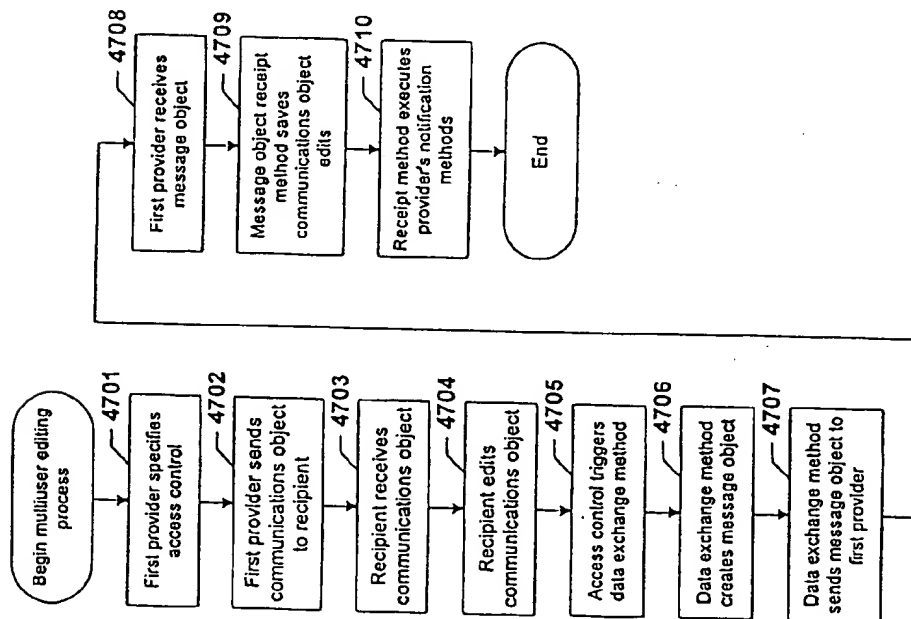 Begin multiuser editing
process
4701
First provider specifies
access control
4702
First provider sends
communications object
to recipient
4703
Recipient receives
communications object
4704
Recipient edits
communications object
4705
Access control triggers
data exchange method
4706
Data exchange method
creates message object
4707
Data exchange method
sends message object to
first provider
4708
First provider receives
message object
4709
Message object receipt
method saves
communications object
edits
4710
Receipt method executes
provider's notification
methods
End